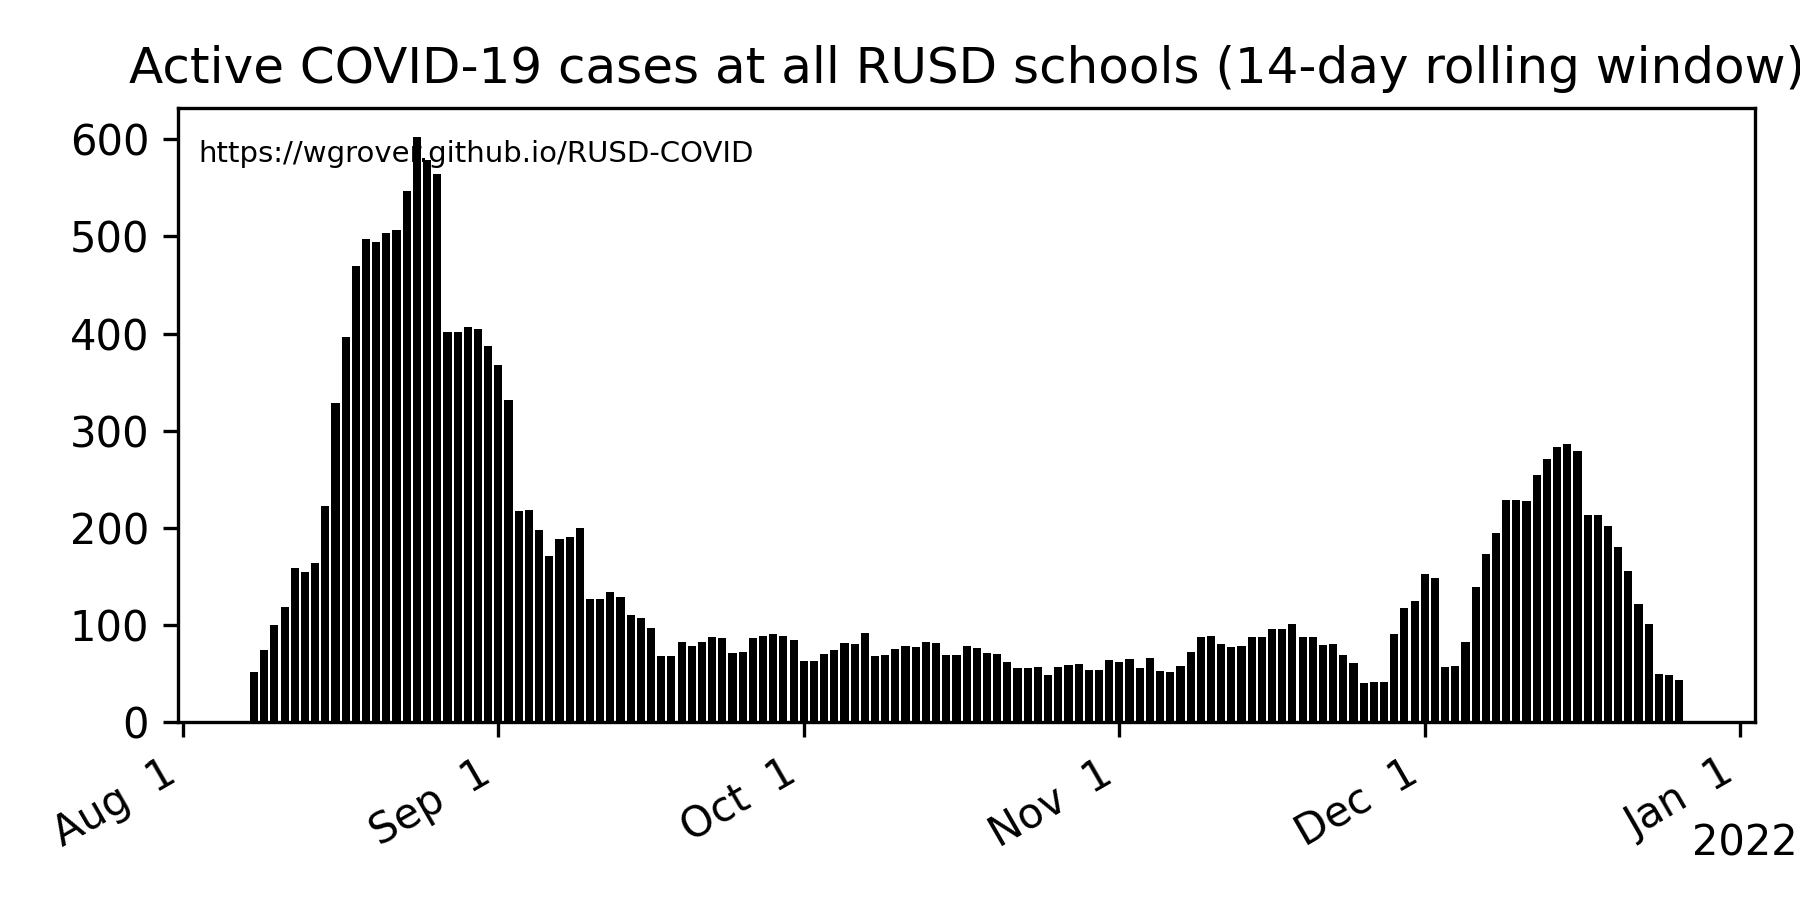 Active COVID-19 cases at all RUSD schools (14-day rolling window)
https://wgrover.github.io/RUSD-COVID
600
500
400
300
200
100
0
Aug 1
Sep 1
Oct 1
Nov 1
Dec 1
Jan 1
2022